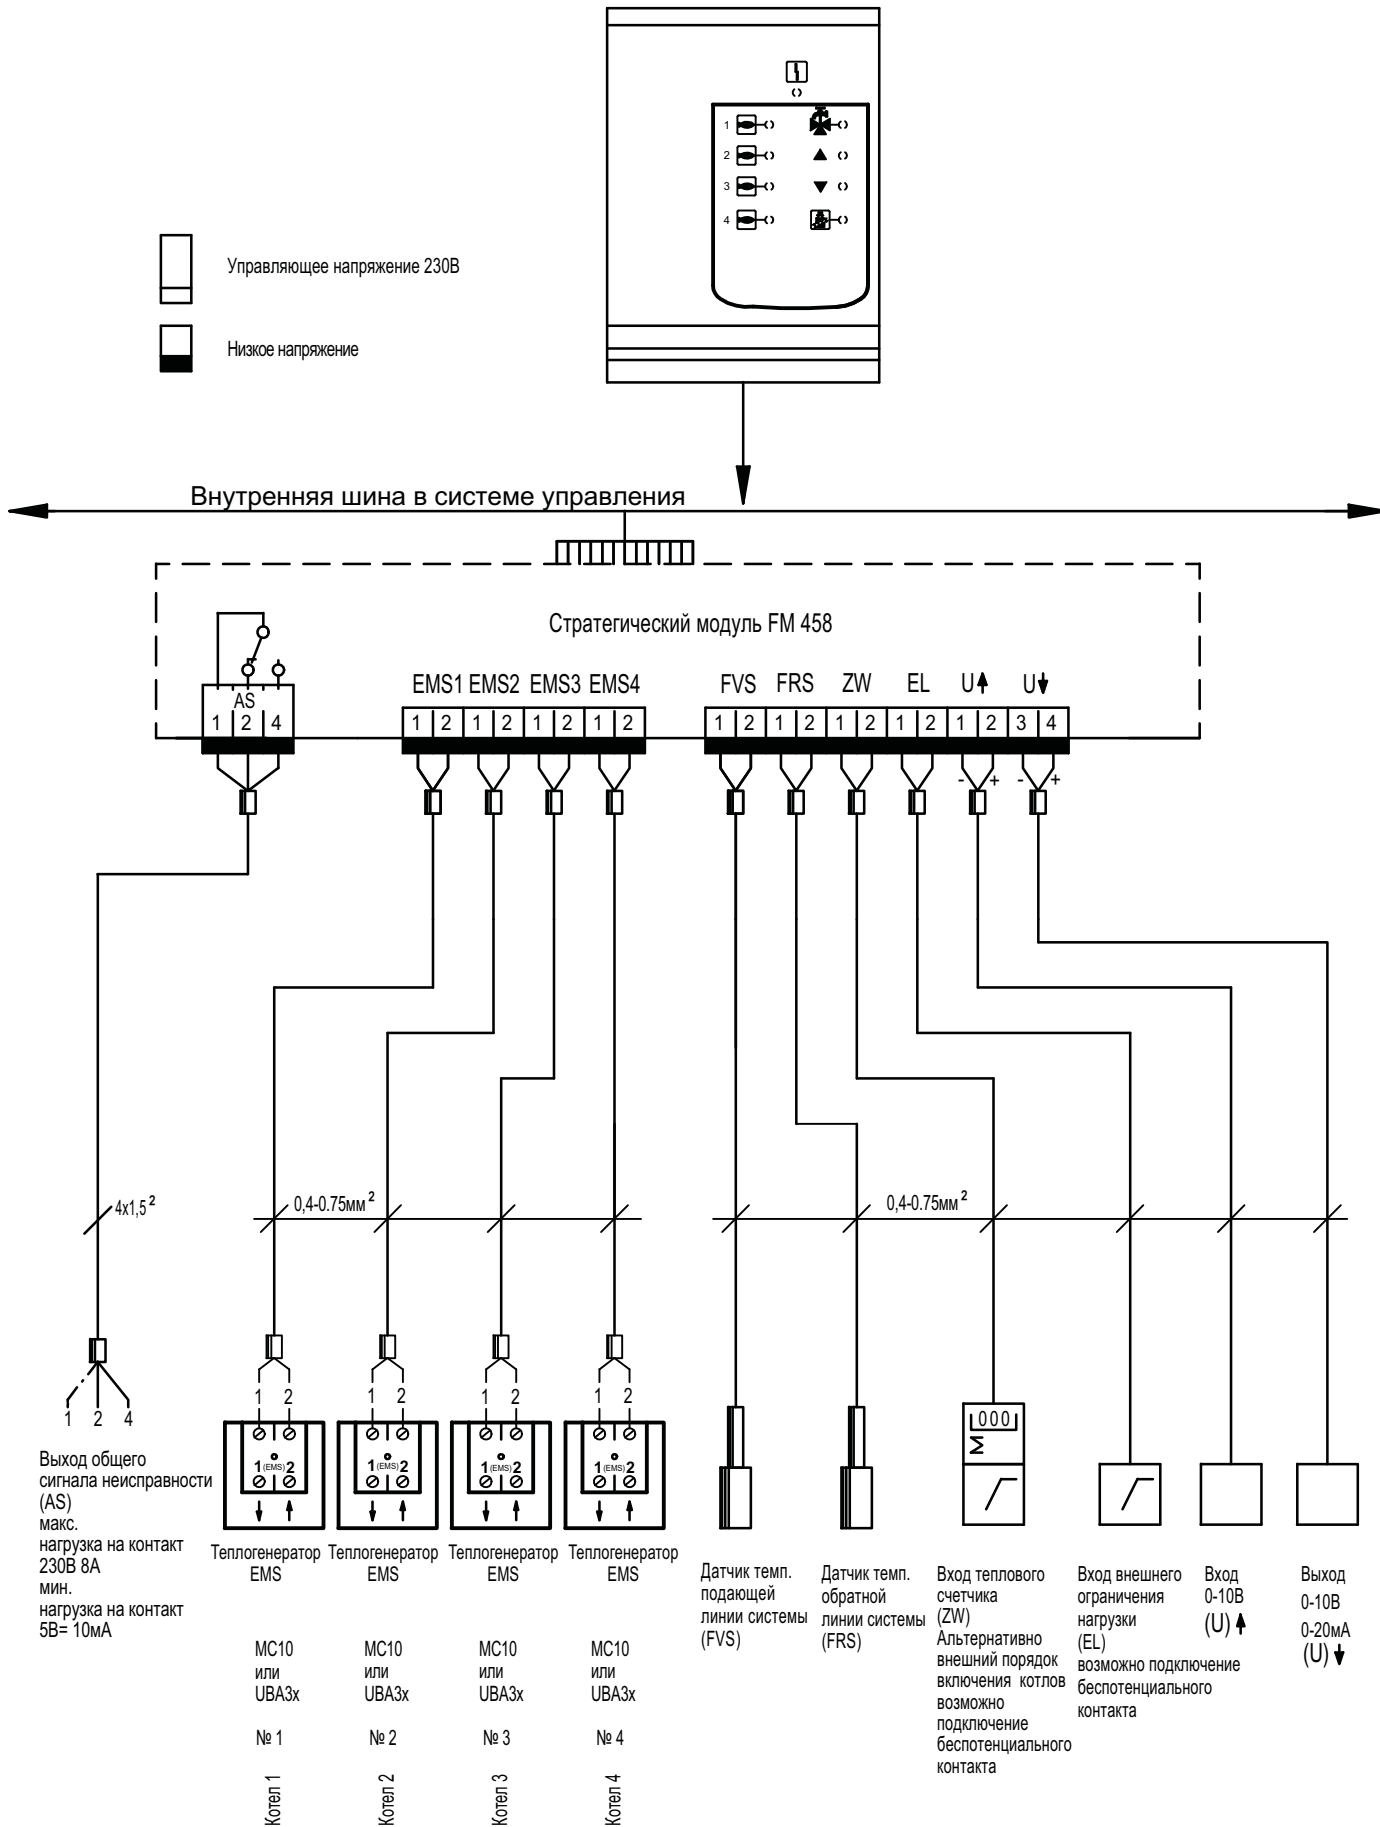 1
2
3
4
Управляющее напряжение 230В
Низкое напряжение
Внутренняя шина в системе управления
Стратегический модуль FM 458
AS
1 2 4
EMS1 EMS2 EMS3 EMS4
1 2 1 2 1 2 1 2
FVS FRS ZW EL U U
1 2 1 2 1 2 1 2 1 2 3 4
- + - +
4х1,5²
0,4-0.75мм²
0,4-0.75мм²
1 2 4
1 2
1 2
1 2
1 2
1 (EMS) 2
1 (EMS) 2
1 (EMS) 2
1 (EMS) 2
000
Σ
Выход общего
сигнала неисправности
(AS)
макс.
нагрузка на контакт
230В 8А
мин.
нагрузка на контакт
5В= 10мА
Теплогенератор
EMS
MC10
или
UBA3x
№ 1
Котел 1
Теплогенератор
EMS
MC10
или
UBA3x
№ 2
Котел 2
Теплогенератор
EMS
MC10
или
UBA3x
№ 3
Котел 3
Теплогенератор
EMS
MC10
или
UBA3x
№ 4
Котел 4
Датчик темп.
подающей
линии системы
(FVS)
Датчик темп.
обратной
линии системы
(FRS)
Вход теплового
счетчика
(ZW)
Альтернативно
внешний порядок
включения котлов
возможно
подключение
беспотенциального
контакта
Вход внешнего
ограничения
нагрузки
(EL)
возможно подключение
беспотенциального
контакта
Вход
0-10В
(U)
Выход
0-10В
0-20мА
(U)